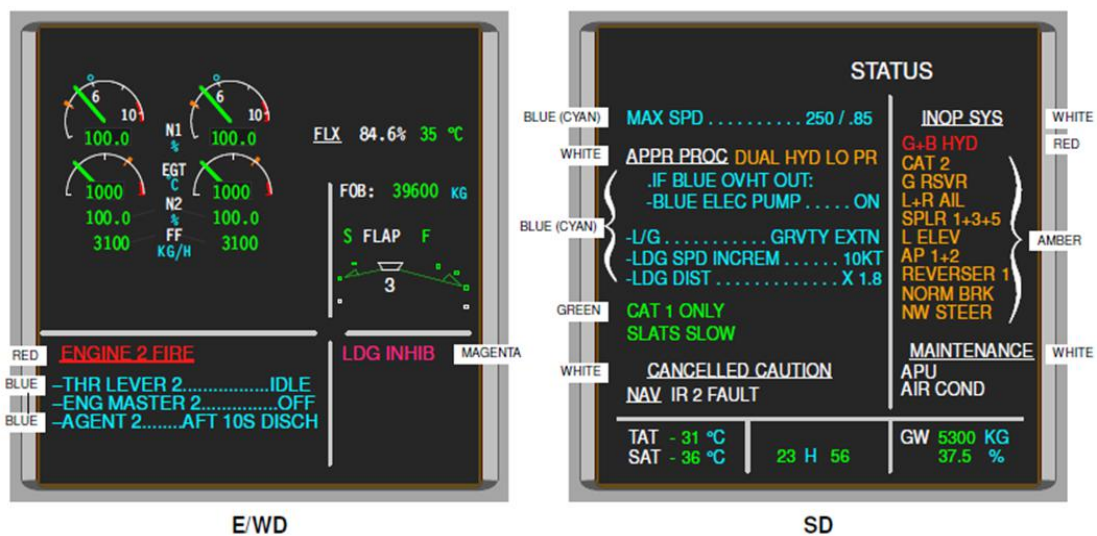 6
10
100.0
6
10
100.0
N1
%
FLX 84.6% 35 °C
EGT
°C
1000
1000
N2
%
100.0
100.0
FF
KG/H
3100
3100
FOB: 39600 KG
S FLAP F
3
RED
ENGINE 2 FIRE
LDG INHIB
MAGENTA
BLUE
-THR LEVER 2..................IDLE
-ENG MASTER 2...............OFF
BLUE
-AGENT 2........AFT 10S DISCH
E/WD
STATUS
BLUE (CYAN)
MAX SPD . . . . . . . . . . 250 / .85
WHITE
APPR PROC DUAL HYD LO PR
.IF BLUE OVHT OUT:
-BLUE ELEC PUMP . . . . . ON
BLUE (CYAN)
-L/G . . . . . . . . . . . GRVTY EXTN
-LDG SPD INCREM . . . . . . 10KT
-LDG DIST . . . . . . . . . . . . . X 1.8
GREEN
CAT 1 ONLY
SLATS SLOW
WHITE
CANCELLED CAUTION
NAV IR 2 FAULT
INOP SYS
WHITE
G+B HYD
RED
CAT 2
G RSVR
L+R AIL
SPLR 1+3+5
L ELEV
AMBER
AP 1+2
REVERSER 1
NORM BRK
NW STEER
MAINTENANCE
WHITE
APU
AIR COND
TAT - 31 °C
SAT - 36 °C
23 H 56
GW 5300 KG
37.5 %
SD